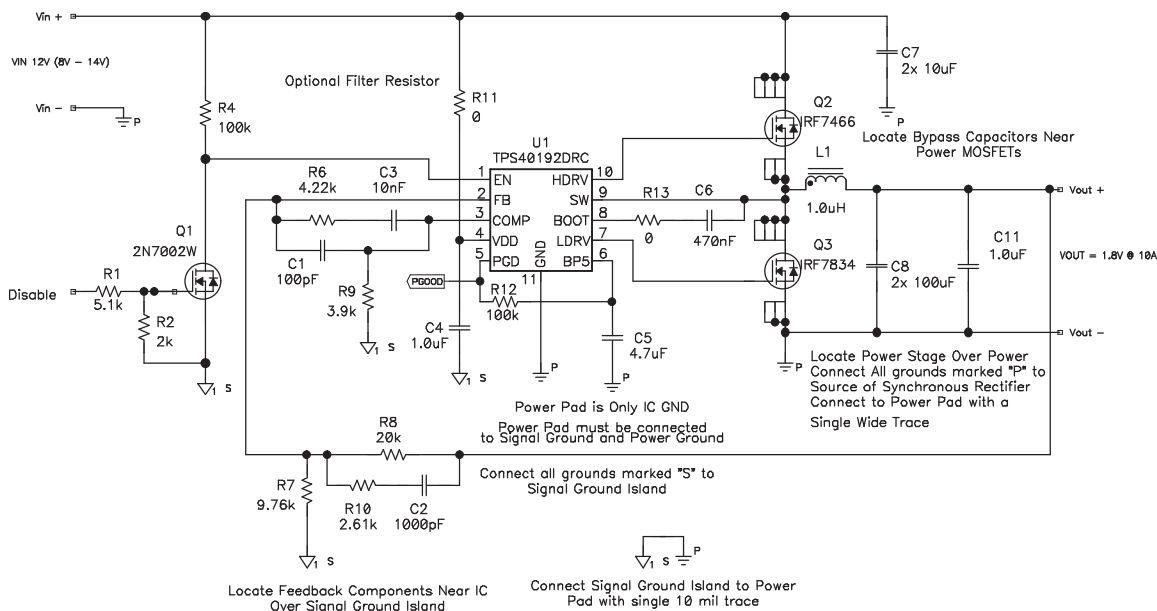 Vin +
VIN 12V (8V – 14V)
Vin -
P
R4
100k
Optional Filter Resistor
R11
0
C7
2x 10uF
P
Q2
IRF7466
Locate Bypass Capacitors Near
Power MOSFETs
U1
TPS40192DRC
1
EN
2
FB
3
COMP
4
VDD
5
PGD
GND
11
HDRV
10
SW
9
BOOT
8
LDRV
7
BP5
6
R6
4.22k
C3
10nF
C1
100pF
R9
3.9k
1 S
PGOOD
R12
100k
C4
1.0uF
1 S
P
C5
4.7uF
P
R13
0
C6
470nF
L1
1.0uH
Q3
IRF7834
C8
2x 100uF
C11
1.0uF
Vout +
VOUT = 1.8V @ 10A
Vout -
P
Q1
2N7002W
Disable
R1
5.1k
R2
2k
1 S
Locate Power Stage Over Power
Connect All grounds marked "P" to
Source of Synchronous Rectifier
Connect to Power Pad with a
Single Wide Trace
Power Pad is Only IC GND
Power Pad must be connected
to Signal Ground and Power Ground
R8
20k
Connect all grounds marked "S" to
Signal Ground Island
R7
9.76k
R10
2.61k
C2
1000pF
1 S
Locate Feedback Components Near IC
Over Signal Ground Island
1 S
P
Connect Signal Ground Island to Power
Pad with single 10 mil trace